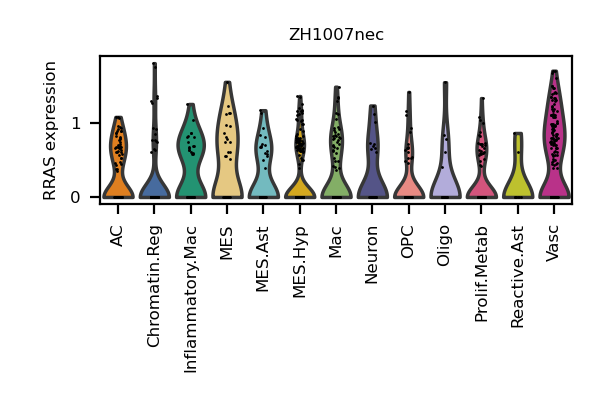 ZH1007nec
RRAS expression
1
0
AC
Chromatin.Reg
Inflammatory.Mac
MES
MES.Ast
MES.Hyp
Mac
Neuron
OPC
Oligo
Prolif.Metab
Reactive.Ast
Vasc